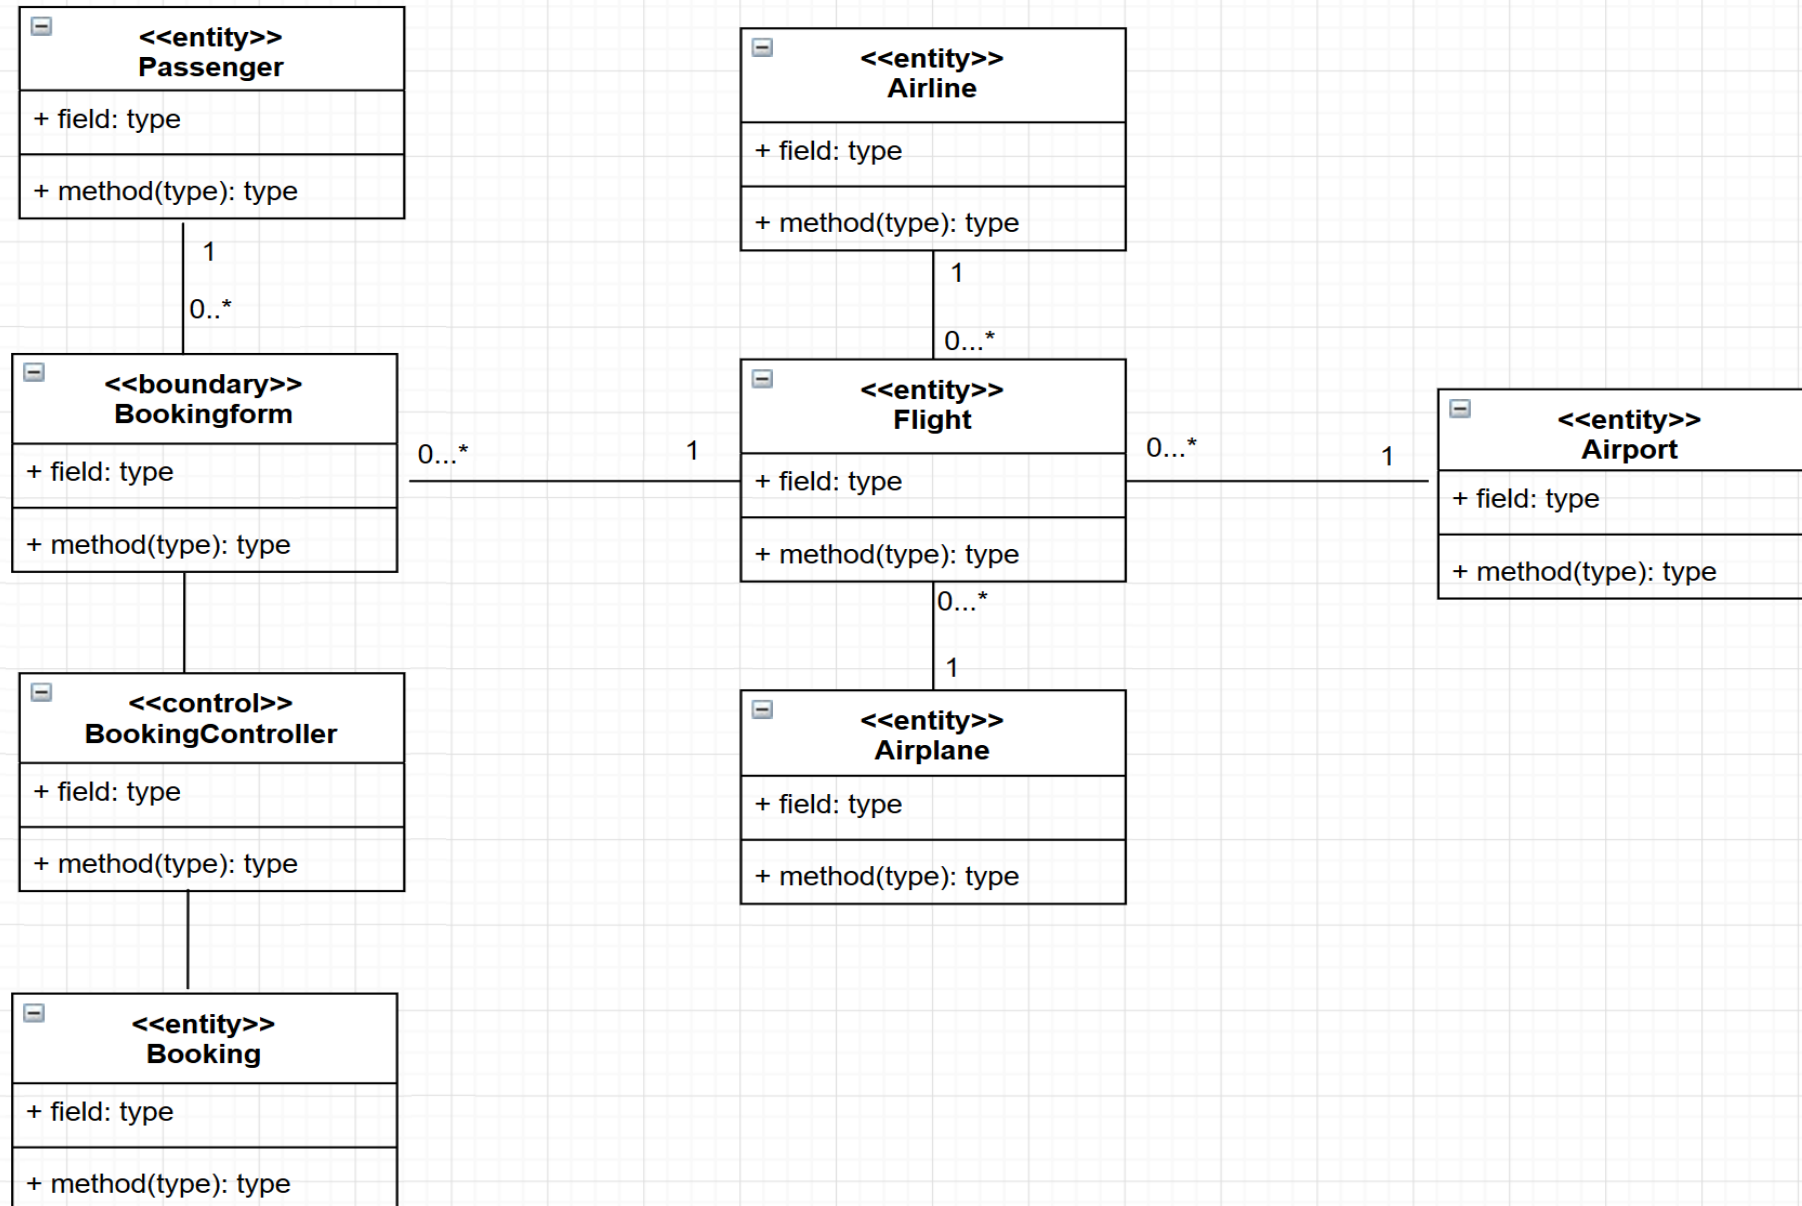 <<entity>>
Passenger
+ field: type
+ method(type): type
1
0..*
<<boundary>>
Bookingform
+ field: type
+ method(type): type
<<control>>
BookingController
+ field: type
+ method(type): type
<<entity>>
Booking
+ field: type
+ method(type): type
<<entity>>
Airline
+ field: type
+ method(type): type
1
0...*
0...*
1
<<entity>>
Flight
+ field: type
+ method(type): type
0...*
1
0...*
1
<<entity>>
Airplane
+ field: type
+ method(type): type
<<entity>>
Airport
+ field: type
+ method(type): type